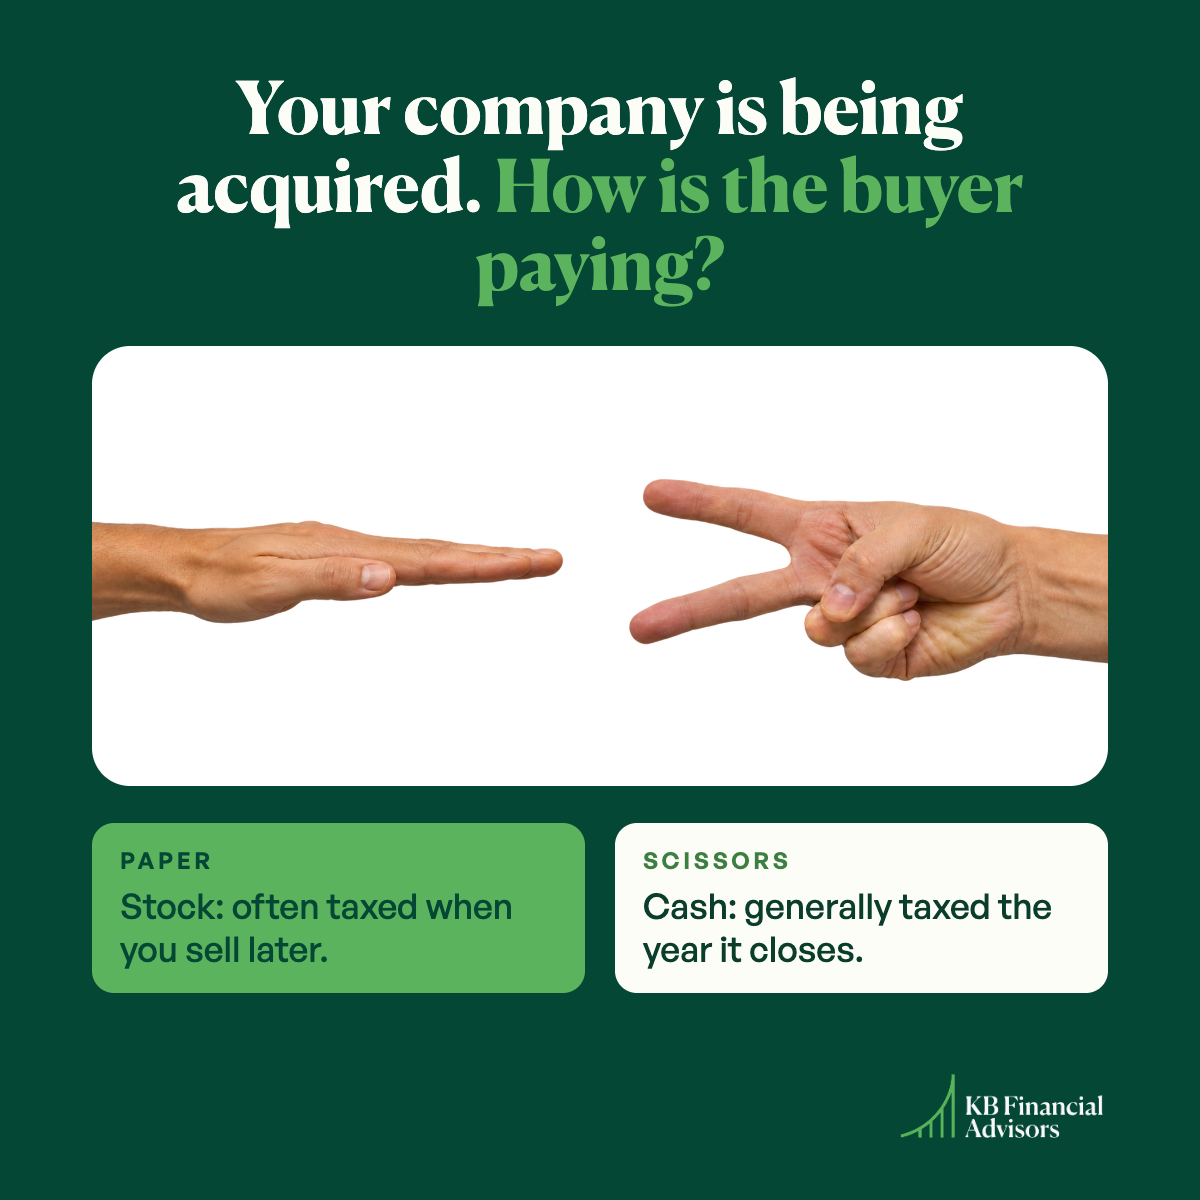 Your company is being
acquired. How is the buyer
paying?
PAPER
Stock: often taxed when
you sell later.
SCISSORS
Cash: generally taxed the
year it closes.
KB Financial
Advisors